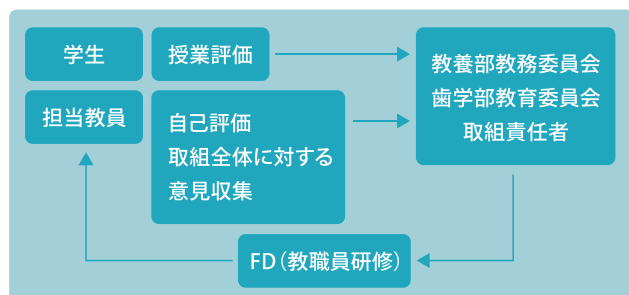 学生
授業評価
担当教員
自己評価
取組全体に対する
意見収集
教養部教務委員会
歯学部教育委員会
取組責任者
FD（教職員研修）